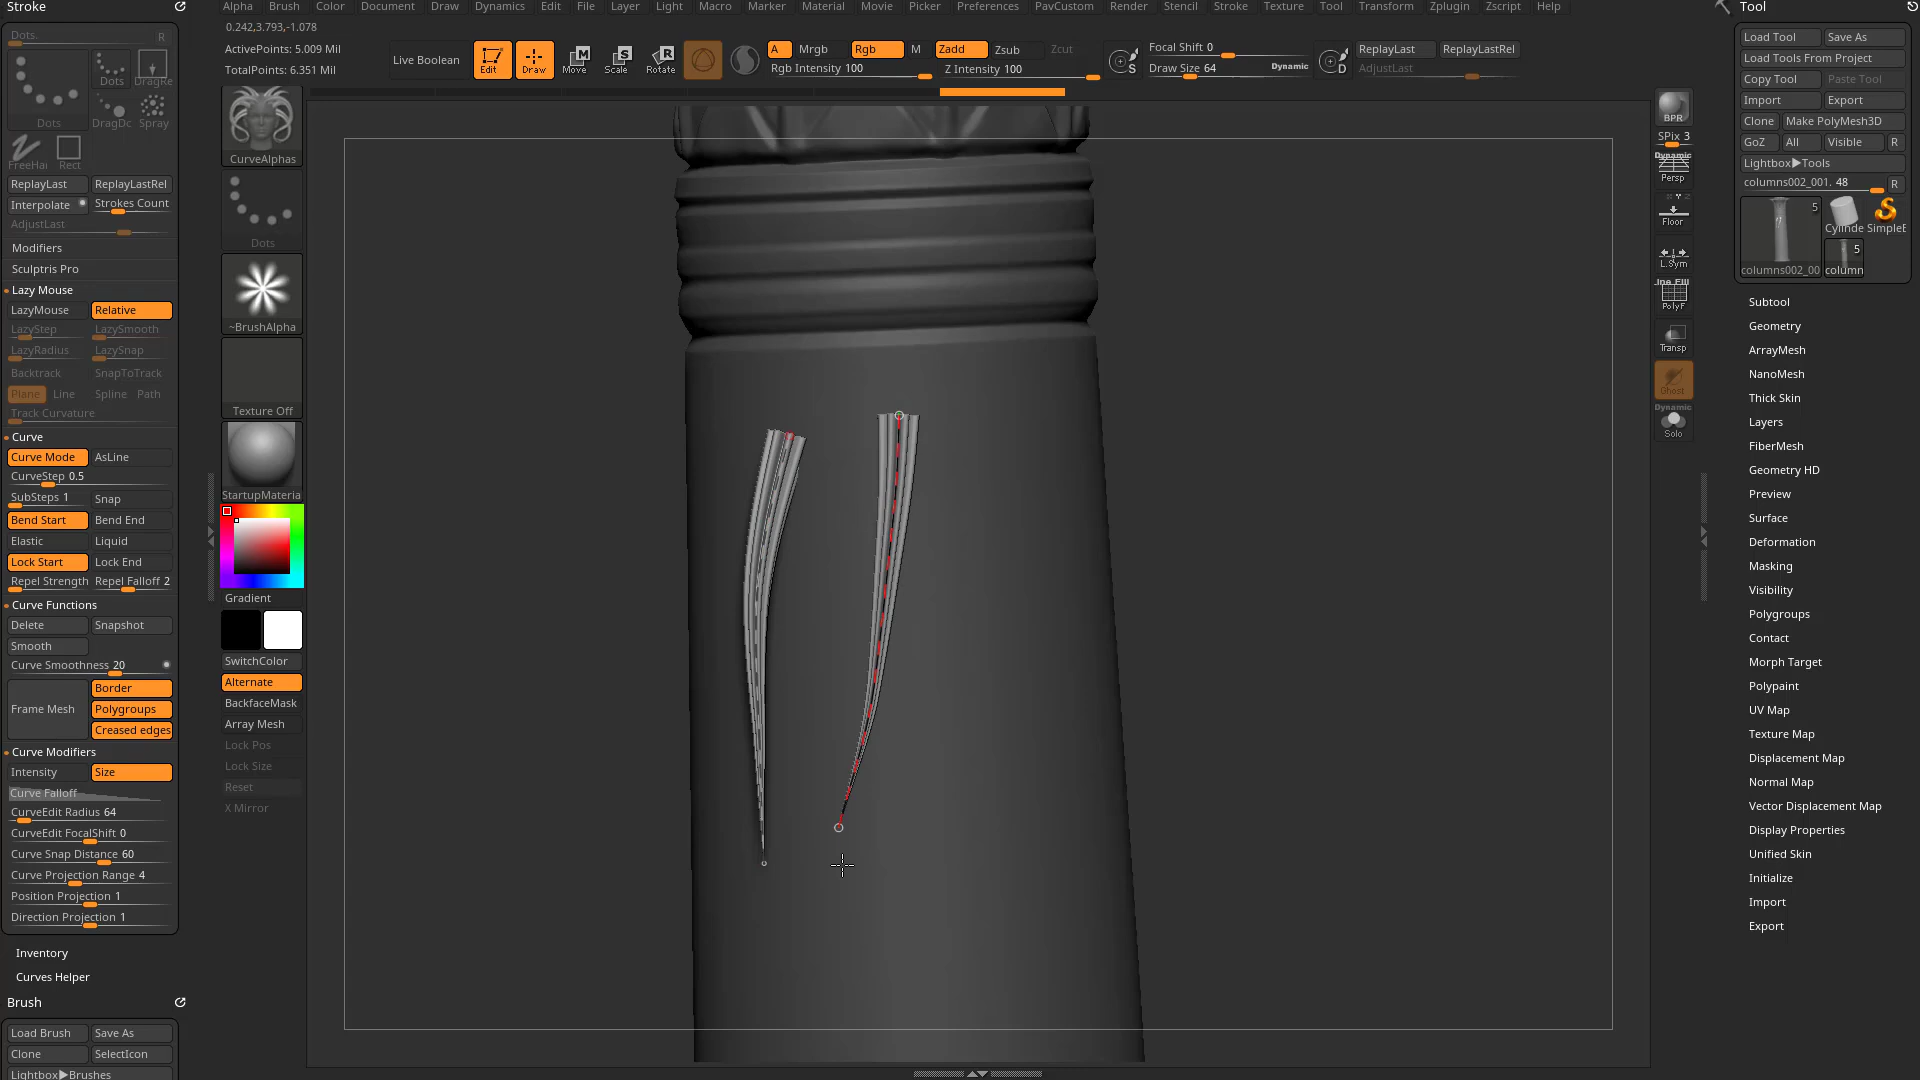 Stroke
Alpha Brush Color Document Draw Dynamics Edit File Layer Light Macro Marker Material Movie Picker Preferences PavCustom Render Stencil Stroke Texture Tool Transform Zplugin Zscript Help
Tool
0.242,3.793,-1.078
ActivePoints: 5.009 Mil
TotalPoints: 6.351 Mil
Live Boolean
Edit
Draw
Move
Scale
Rotate
A Mrgb Rgb M Zadd Zsub Zcut
Rgb Intensity 100
Z Intensity 100
Focal Shift 0
Draw Size 64
Dynamic
S
D
ReplayLast ReplayLastRel
AdjustLast
Dots.
R
Dots
Dots
DragRe
DragDc
Spray
FreeHai
Rect
ReplayLast ReplayLastRel
Interpolate
Strokes Count
AdjustLast
Modifiers
Sculptris Pro
Lazy Mouse
LazyMouse Relative
LazyStep LazySmooth
LazyRadius LazySnap
Backtrack SnapToTrack
Plane Line Spline Path
Track Curvature
Curve
Curve Mode AsLine
CurveStep 0.5
SubSteps 1 Snap
Bend Start Bend End
Elastic Liquid
Lock Start Lock End
Repel Strength Repel Falloff 2
Curve Functions
Delete Snapshot
Smooth
Curve Smoothness 20
Frame Mesh
Border
Polygroups
Creased edges
Curve Modifiers
Intensity Size
Curve Falloff
CurveEdit Radius 64
CurveEdit FocalShift 0
Curve Snap Distance 60
Curve Projection Range 4
Position Projection 1
Direction Projection 1
Inventory
Curves Helper
Brush
Load Brush Save As
Clone SelectIcon
Lightbox▶Brushes
CurveAlphas
Dots
~BrushAlpha
Texture Off
StartupMateria
Gradient
SwitchColor
Alternate
BackfaceMask
Array Mesh
Lock Pos
Lock Size
Reset
X Mirror
BPR
SPix 3
Dynamic
Persp
Floor
L.Sym
Line Fill
PolyF
Transp
Ghost
Dynamic
Solo
Load Tool Save As
Load Tools From Project
Copy Tool Paste Tool
Import Export
Clone Make PolyMesh3D
GoZ All Visible R
Lightbox▶Tools
columns002_001. 48 R
5
Cylinde
SimpleE
columns002_00
5
column
Subtool
Geometry
ArrayMesh
NanoMesh
Thick Skin
Layers
FiberMesh
Geometry HD
Preview
Surface
Deformation
Masking
Visibility
Polygroups
Contact
Morph Target
Polypaint
UV Map
Texture Map
Displacement Map
Normal Map
Vector Displacement Map
Display Properties
Unified Skin
Initialize
Import
Export